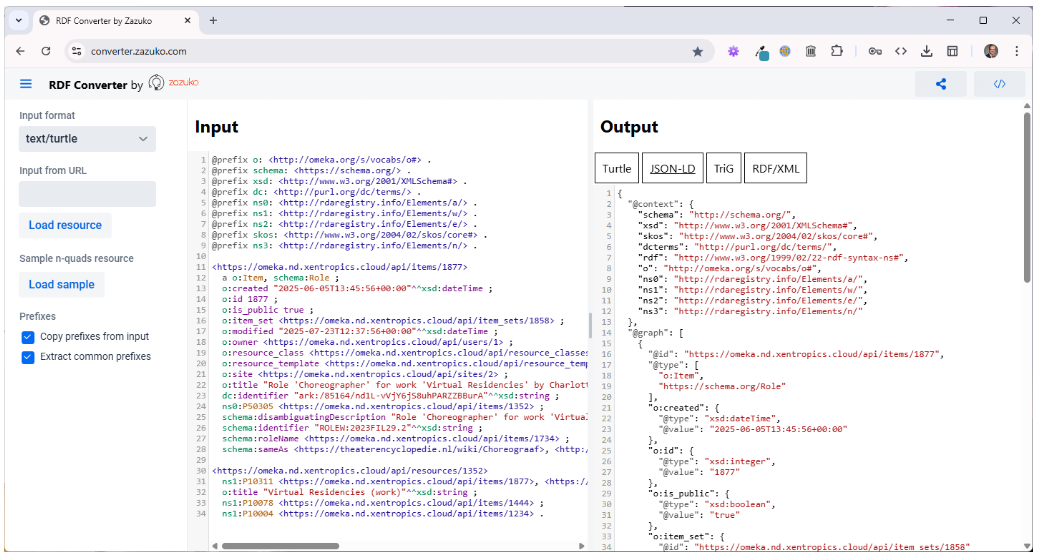 RDF Converter by Zazuko
converter.zazuko.com
RDF Converter by zazuko
Input format
text/turtle
Input from URL
Load resource
Sample n-quads resource
Load sample
Prefixes
Copy prefixes from input
Extract common prefixes
Input
1 @prefix o: <http://omeka.org/s/vocabs/o#> .
2 @prefix schema: <https://schema.org/> .
3 @prefix xsd: <http://www.w3.org/2001/XMLSchema#> .
4 @prefix dc: <http://purl.org/dc/terms/> .
5 @prefix ns0: <http://rdaregistry.info/Elements/a/> .
6 @prefix ns1: <http://rdaregistry.info/Elements/w/> .
7 @prefix ns2: <http://rdaregistry.info/Elements/e/> .
8 @prefix skos: <http://www.w3.org/2004/02/skos/core#> .
9 @prefix ns3: <http://rdaregistry.info/Elements/n/> .
10
11 <https://omeka.nd.xentropics.cloud/api/items/1877>
12 a o:Item, schema:Role ;
13 o:created "2025-06-05T13:45:56+00:00"^^xsd:dateTime ;
14 o:id 1877 ;
15 o:is_public true ;
16 o:item_set <https://omeka.nd.xentropics.cloud/api/item_sets/1858> ;
17 o:modified "2025-07-23T12:37:56+00:00"^^xsd:dateTime ;
18 o:owner <https://omeka.nd.xentropics.cloud/api/users/1> ;
19 o:resource_class <https://omeka.nd.xentropics.cloud/api/resource_classes
20 o:resource_template <https://omeka.nd.xentropics.cloud/api/resource_temp
21 o:site <https://omeka.nd.xentropics.cloud/api/sites/2> ;
22 o:title "Role 'Choreographer' for work 'Virtual Residencies' by Charlott
23 dc:identifier "ark:/85164/nd1L-vVjY6jS8uhPARZZBBurA"^^xsd:string ;
24 ns0:P50305 <https://omeka.nd.xentropics.cloud/api/items/1352> ;
25 schema:disambiguatingDescription "Role 'Choreographer' for work 'Virtua
26 schema:identifier "ROLEW:2023FIL29.2"^^xsd:string ;
27 schema:roleName <https://omeka.nd.xentropics.cloud/api/items/1734> ;
28 schema:sameAs <https://theaterencyclopedie.nl/wiki/Choreograaf>, <http:/
29
30 <https://omeka.nd.xentropics.cloud/api/resources/1352>
31 ns1:P10311 <https://omeka.nd.xentropics.cloud/api/items/1877>, <https:/
32 o:title "Virtual Residencies (work)"^^xsd:string ;
33 ns1:P10078 <https://omeka.nd.xentropics.cloud/api/items/1444> ;
34 ns1:P10004 <https://omeka.nd.xentropics.cloud/api/items/1234> .
Output
Turtle JSON-LD TriG RDF/XML
1 {
2 "@context": {
3 "schema": "http://schema.org/",
4 "xsd": "http://www.w3.org/2001/XMLSchema#",
5 "skos": "http://www.w3.org/2004/02/skos/core#",
6 "dcterms": "http://purl.org/dc/terms/",
7 "rdf": "http://www.w3.org/1999/02/22-rdf-syntax-ns#",
8 "o": "http://omeka.org/s/vocabs/o#",
9 "ns0": "http://rdaregistry.info/Elements/a/",
10 "ns1": "http://rdaregistry.info/Elements/w/",
11 "ns2": "http://rdaregistry.info/Elements/e/",
12 "ns3": "http://rdaregistry.info/Elements/n/"
13 },
14 "@graph": [
15 {
16 "@id": "https://omeka.nd.xentropics.cloud/api/items/1877",
17 "@type": [
18 "o:Item",
19 "https://schema.org/Role"
20 ],
21 "o:created": {
22 "@type": "xsd:dateTime",
23 "@value": "2025-06-05T13:45:56+00:00"
24 },
25 "o:id": {
26 "@type": "xsd:integer",
27 "@value": "1877"
28 },
29 "o:is_public": {
30 "@type": "xsd:boolean",
31 "@value": "true"
32 },
33 "o:item_set": {
34 "@id": "https://omeka.nd.xentropics.cloud/api/item_sets/1858"